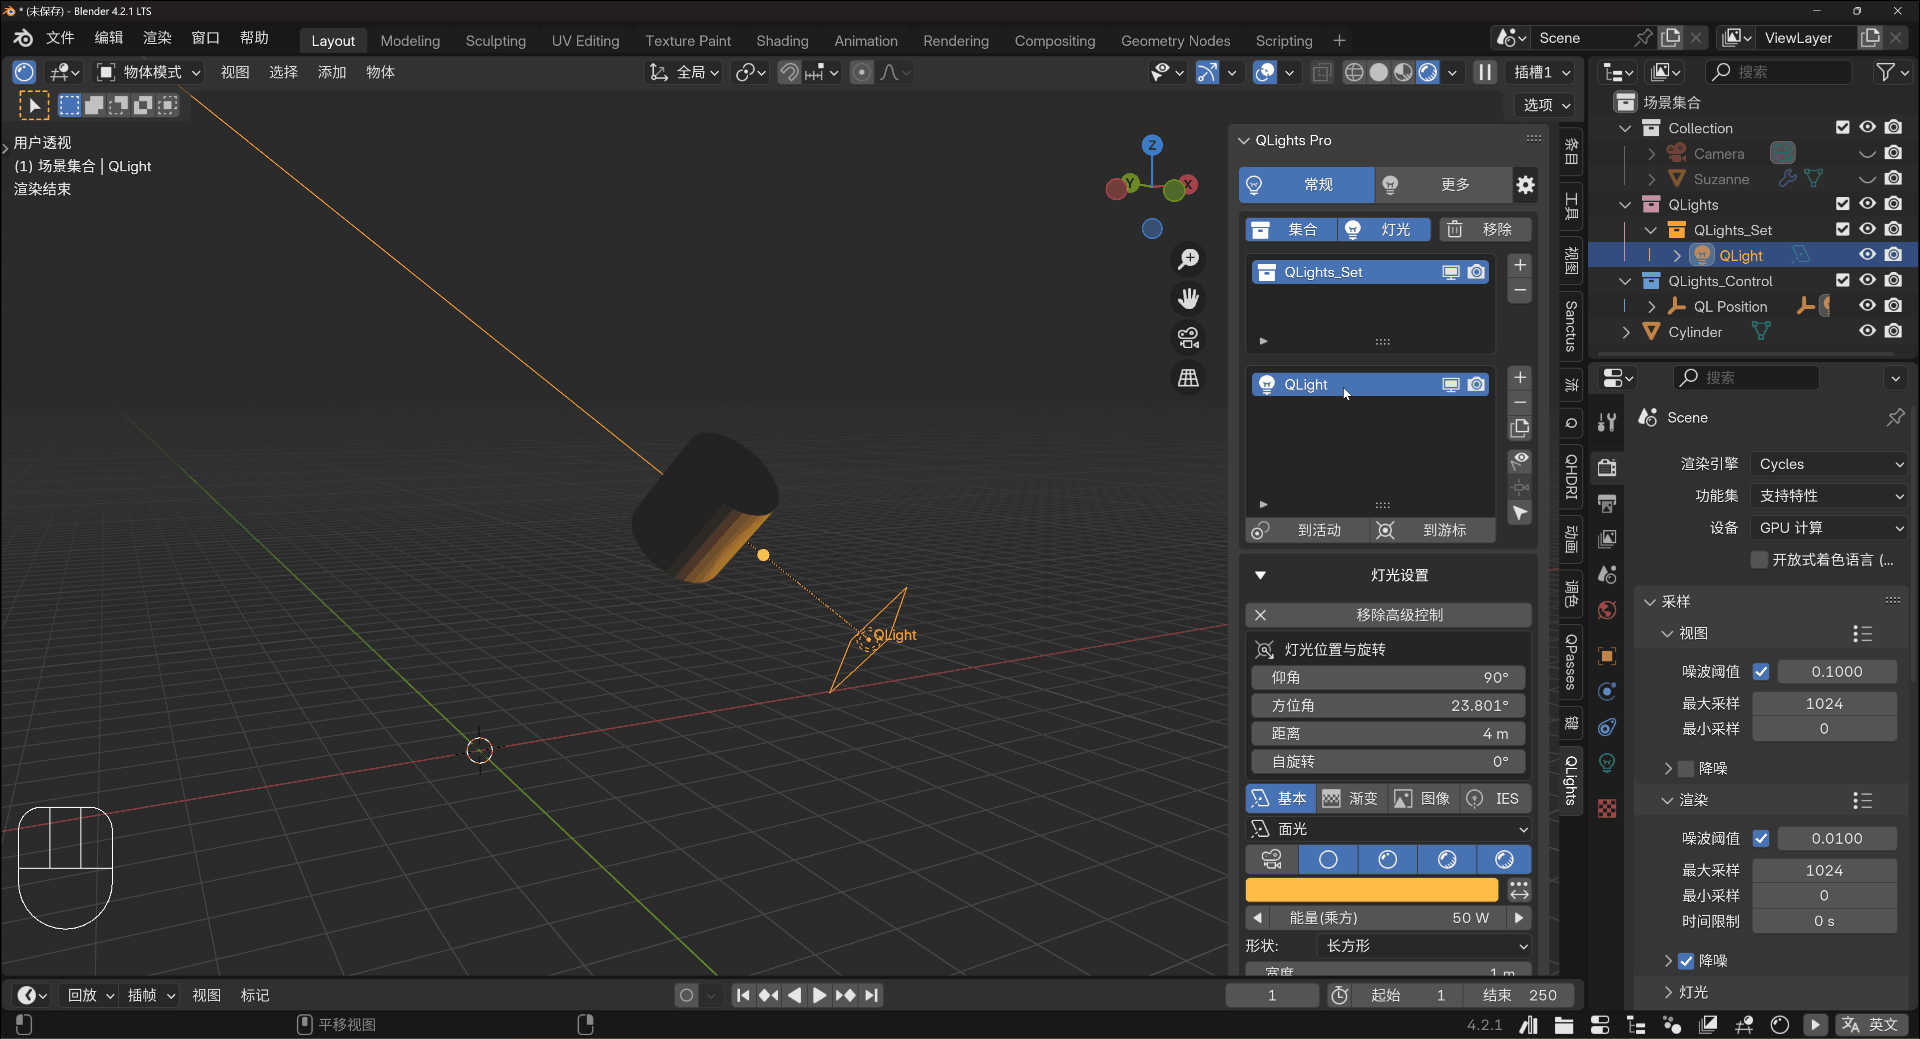 * (未保存) - Blender 4.2.1 LTS
文件 编辑 渲染 窗口 帮助 Layout Modeling Sculpting UV Editing Texture Paint Shading Animation Rendering Compositing Geometry Nodes Scripting + Scene ViewLayer
物体模式 视图 选择 添加 物体 全局 插槽1 搜索
选项
用户透视
(1) 场景集合 | QLight
渲染结束
Z
Y
X
QLight
QLights Pro
常规 更多
集合 灯光 移除
QLights_Set
QLight
到活动 到游标
灯光设置
移除高级控制
灯光位置与旋转
仰角 90°
方位角 23.801°
距离 4 m
自旋转 0°
基本 渐变 图像 IES
面光
能量(乘方) 50 W
形状: 长方形
宽度 1 m
条目
工具
视图
Sanctus
流
Q
QHDRI
动画
调色
QPasses
键
QLights
场景集合
Collection
Camera
Suzanne
QLights
QLights_Set
QLight
QLights_Control
QL Position
Cylinder
搜索
Scene
渲染引擎 Cycles
功能集 支持特性
设备 GPU 计算
开放式着色语言 (...
采样
视图
噪波阈值 0.1000
最大采样 1024
最小采样 0
降噪
渲染
噪波阈值 0.0100
最大采样 1024
最小采样 0
时间限制 0 s
降噪
灯光
回放 插帧 视图 标记 1 起始 1 结束 250
平移视图 4.2.1 英文